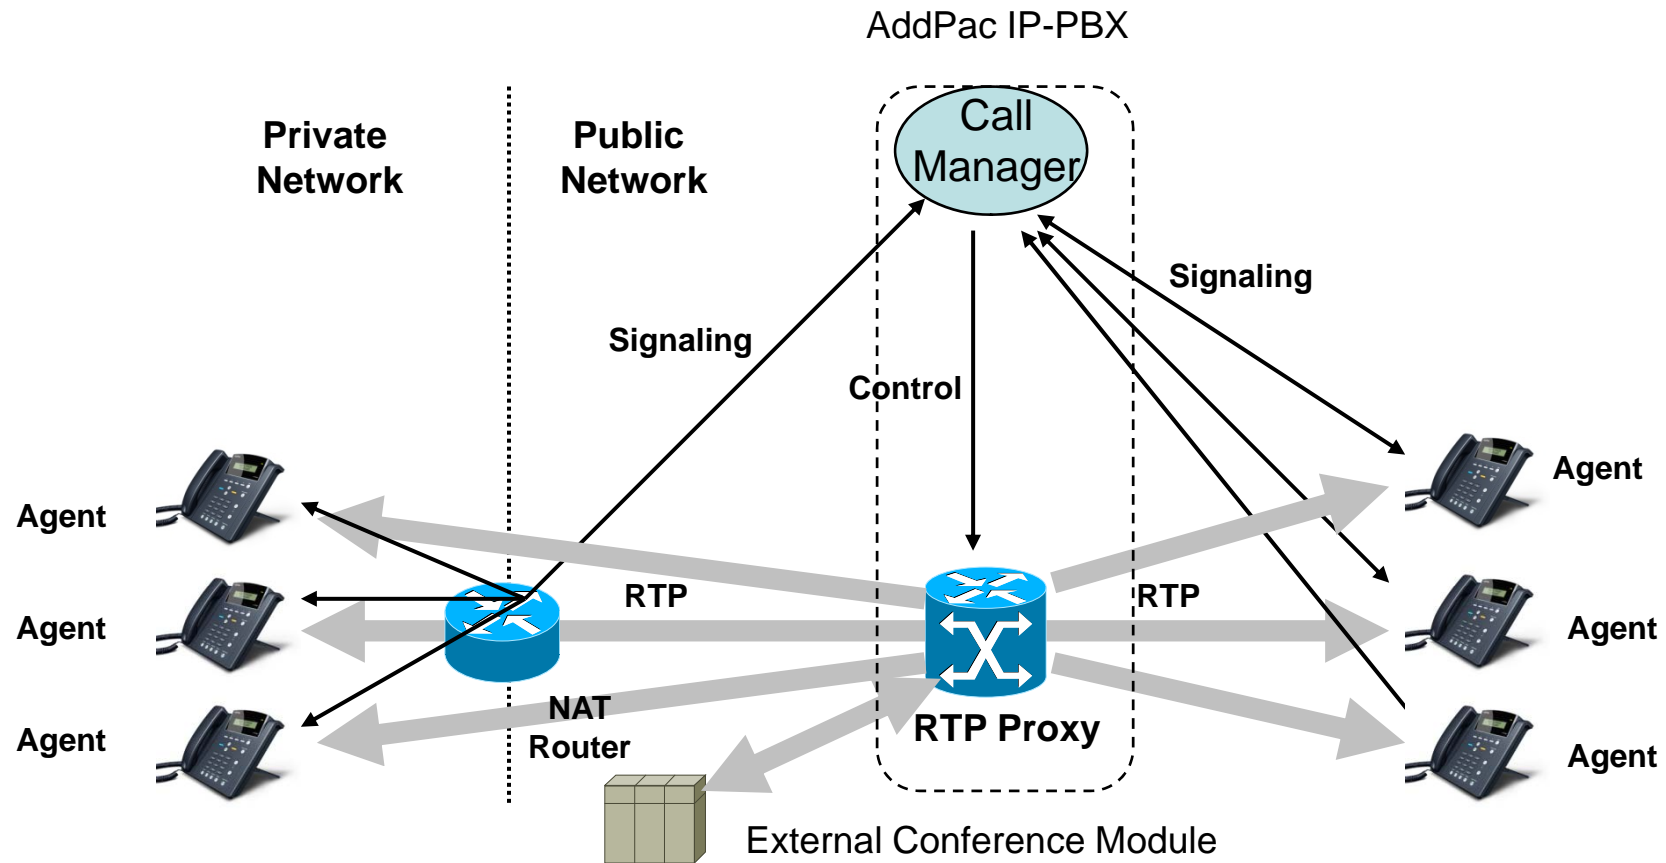 AddPac IP-PBX
Call
Manager
Private
Network
Public
Network
Signaling
Signaling
Control
Agent
Agent
Agent
Agent
Agent
Agent
RTP
RTP
NAT
Router
RTP Proxy
External Conference Module